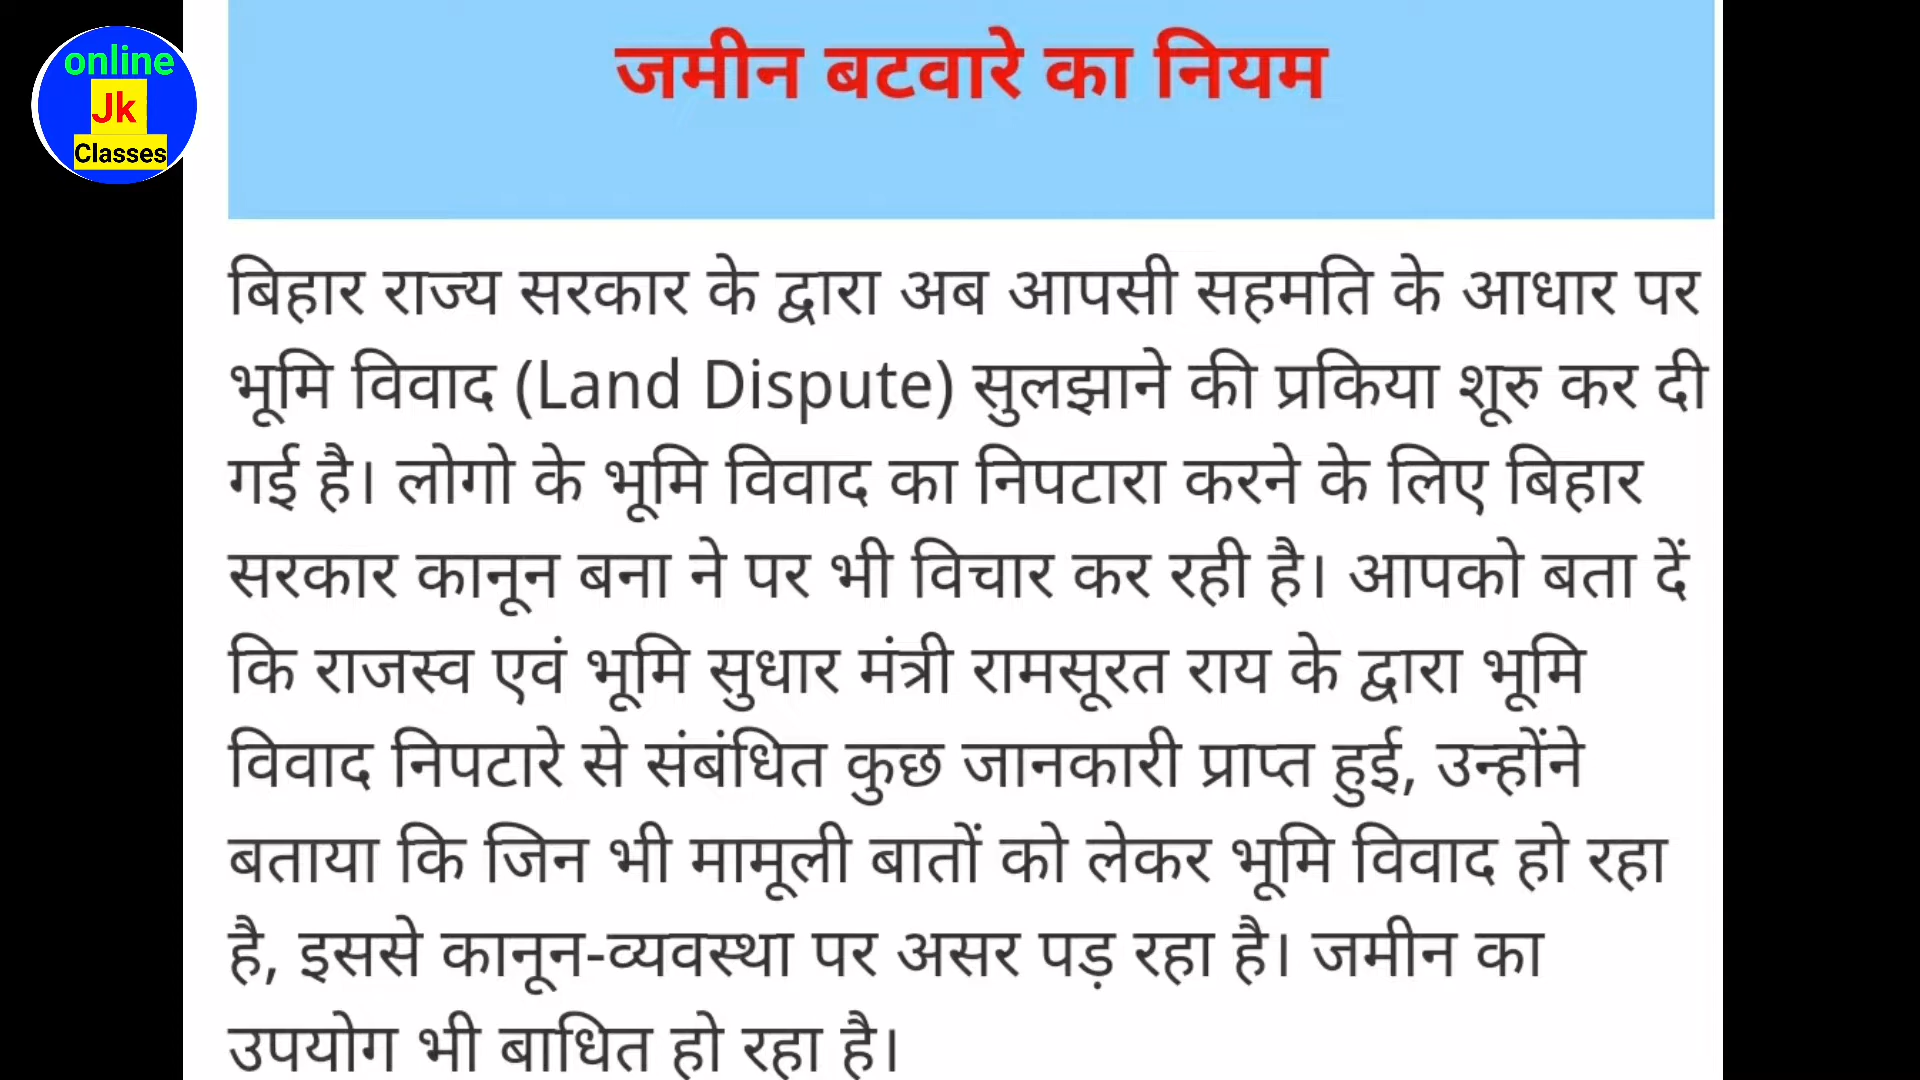 online
Jk
Classes
जमीन बटवारे का नियम
बिहार राज्य सरकार के द्वारा अब आपसी सहमति के आधार पर
भूमि विवाद (Land Dispute) सुलझाने की प्रकिया शूरु कर दी
गई है। लोगो के भूमि विवाद का निपटारा करने के लिए बिहार
सरकार कानून बना ने पर भी विचार कर रही है। आपको बता दें
कि राजस्व एवं भूमि सुधार मंत्री रामसूरत राय के द्वारा भूमि
विवाद निपटारे से संबंधित कुछ जानकारी प्राप्त हुई, उन्होंने
बताया कि जिन भी मामूली बातों को लेकर भूमि विवाद हो रहा
है, इससे कानून-व्यवस्था पर असर पड़ रहा है। जमीन का
उपयोग भी बाधित हो रहा है।